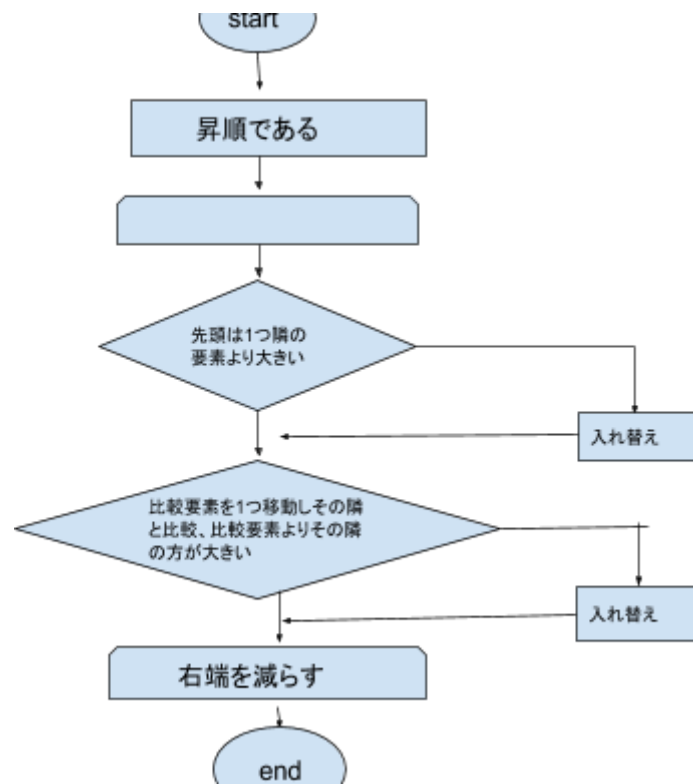 start
昇順である
先頭は1つ隣の
要素より大きい
入れ替え
比較要素を1つ移動しその隣
と比較、比較要素よりその隣
の方が大きい
入れ替え
右端を減らす
end